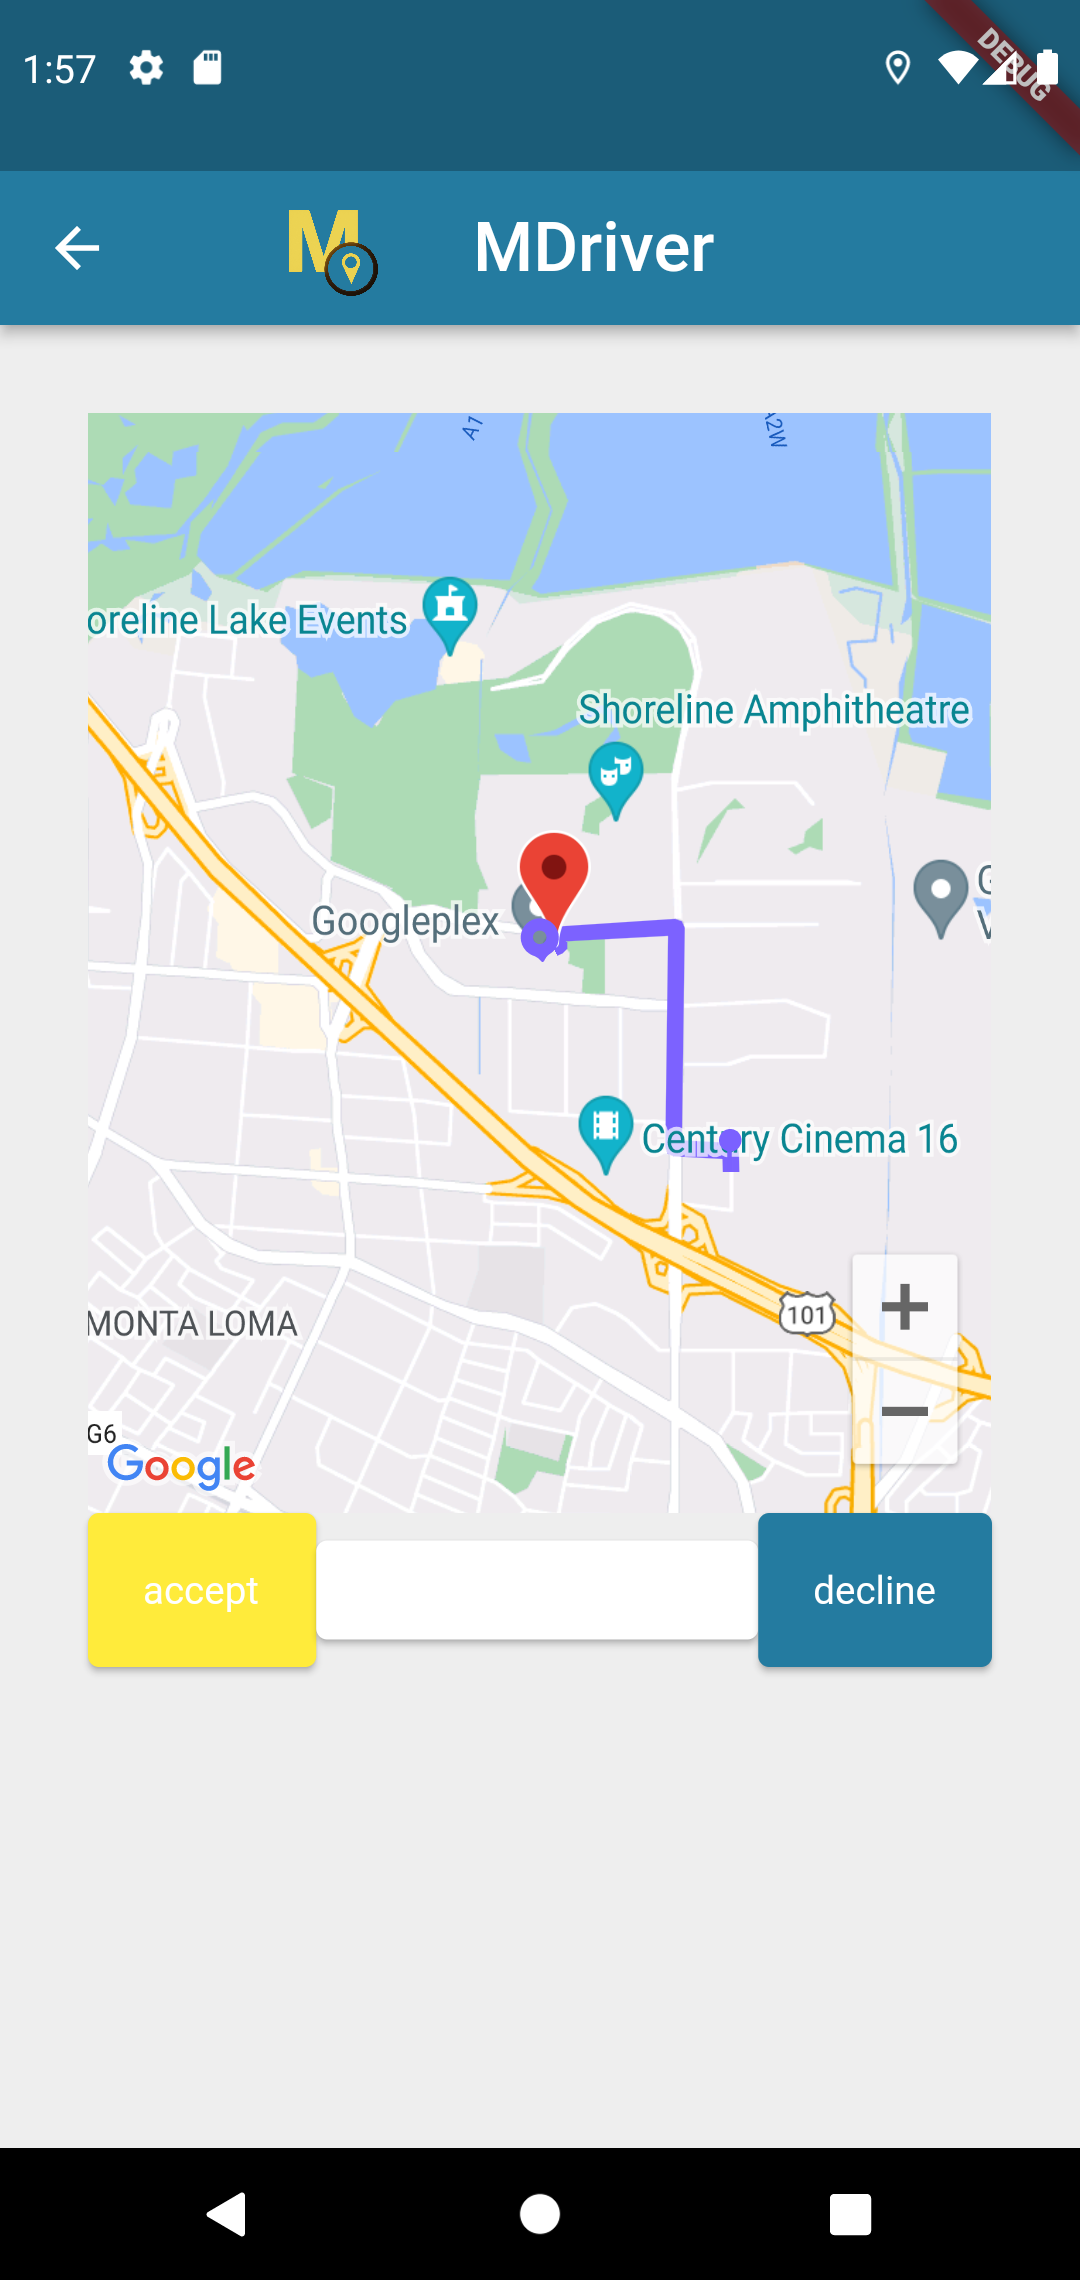 1:57
DEBUG
M
MDriver
A1
A2W
oreline Lake Events
Shoreline Amphitheatre
Googleplex
G
V
Century Cinema 16
101
MONTA LOMA
G6
Google
accept
decline